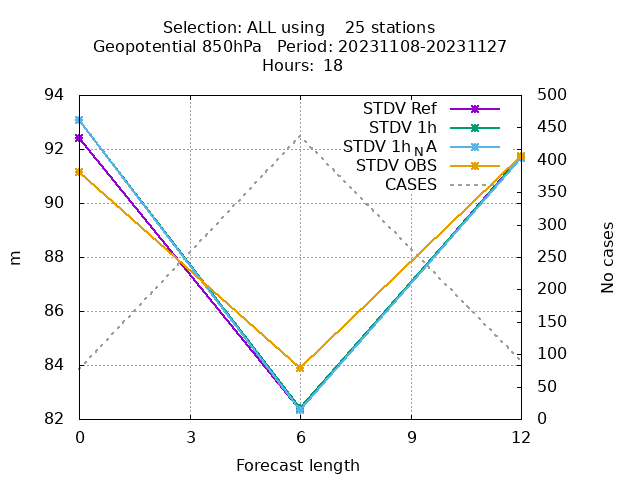 Selection: ALL using    25 stations
Geopotential 850hPa   Period: 20231108-20231127
Hours: 18
94
92
90
88
86
84
82
m
500
450
400
350
300
250
200
150
100
50
0
No cases
STDV Ref
STDV 1h
STDV 1h_NA
STDV OBS
CASES
0 3 6 9 12
Forecast length